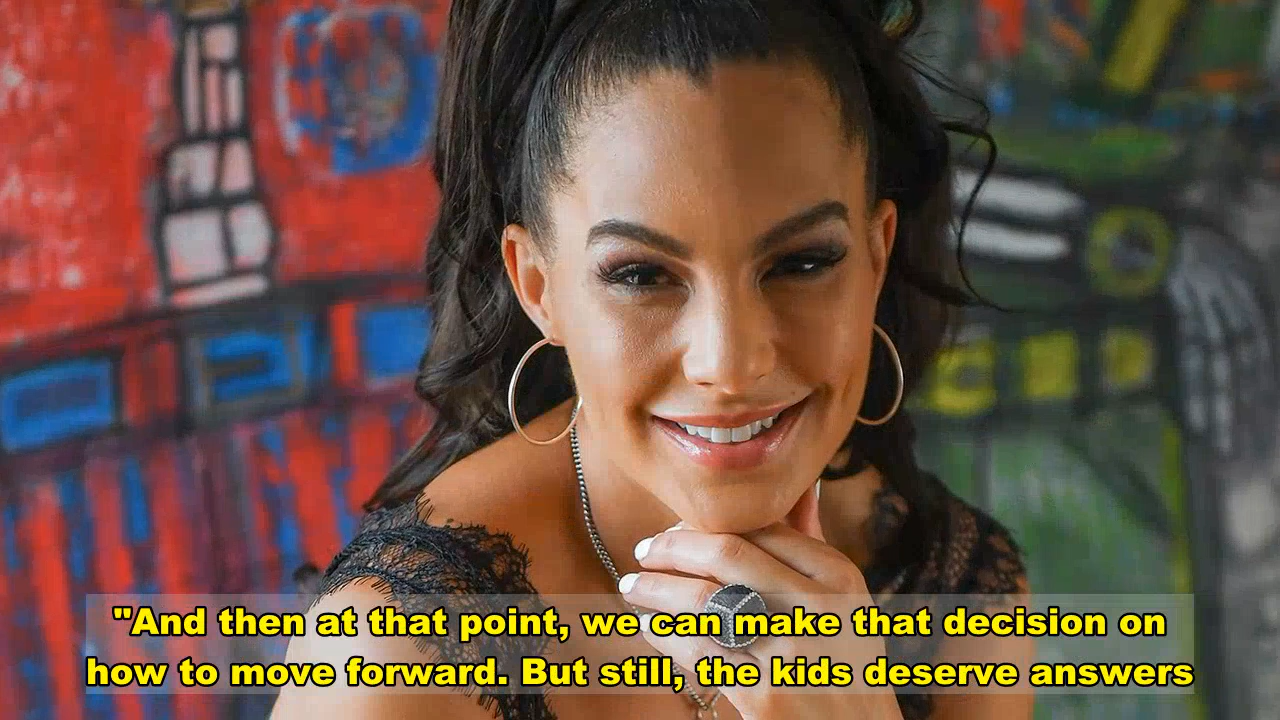 "And then at that point, we can make that decision on
how to move forward. But still, the kids deserve answers